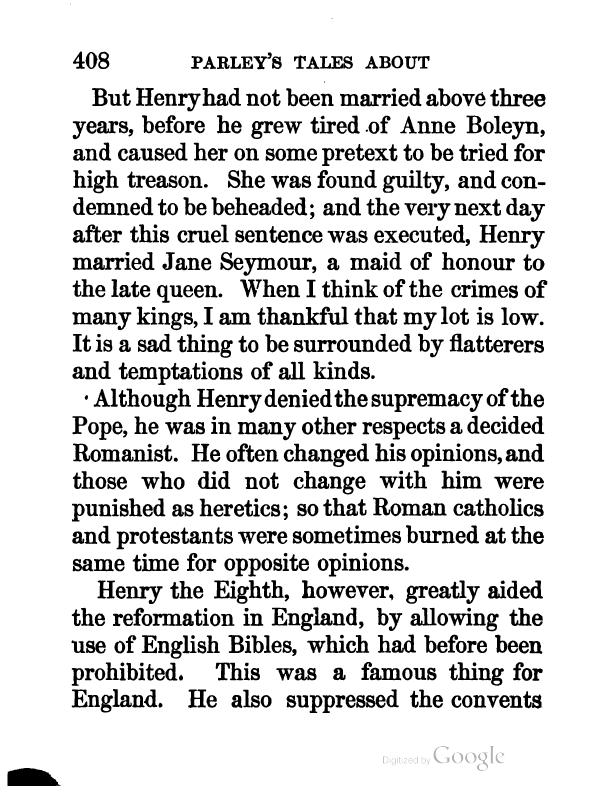 408 PARLEY'S TALES ABOUT
But Henry had not been married above three
years, before he grew tired of Anne Boleyn,
and caused her on some pretext to be tried for
high treason. She was found guilty, and con-
demned to be beheaded; and the very next day
after this cruel sentence was executed, Henry
married Jane Seymour, a maid of honour to
the late queen. When I think of the crimes of
many kings, I am thankful that my lot is low.
It is a sad thing to be surrounded by flatterers
and temptations of all kinds.
Although Henry denied the supremacy of the
Pope, he was in many other respects a decided
Romanist. He often changed his opinions, and
those who did not change with him were
punished as heretics; so that Roman catholics
and protestants were sometimes burned at the
same time for opposite opinions.
Henry the Eighth, however, greatly aided
the reformation in England, by allowing the
use of English Bibles, which had before been
prohibited. This was a famous thing for
England. He also suppressed the convents
Digitized by Google